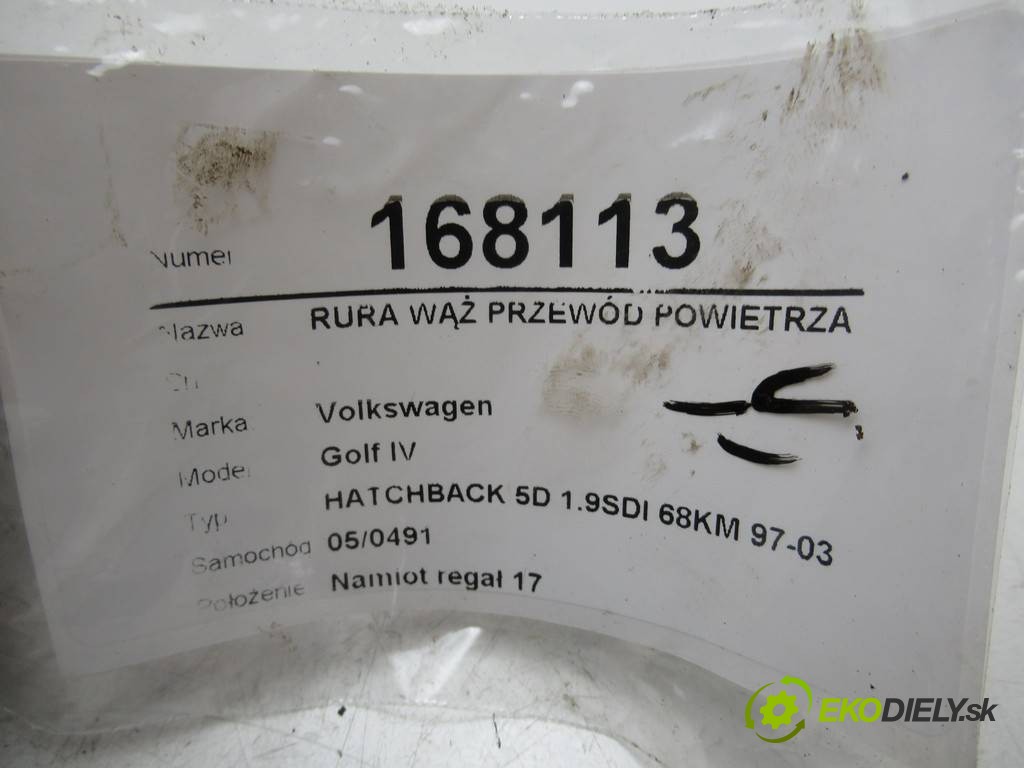 Numer 168113
Nazwa RURA WĄŻ PRZEWÓD POWIETRZA
Marka Volkswagen
Model Golf IV
Typ HATCHBACK 5D 1.9SDI 68KM 97-03
Samochód 05/0491
Położenie Namiot regał 17
EKODIELY.sk